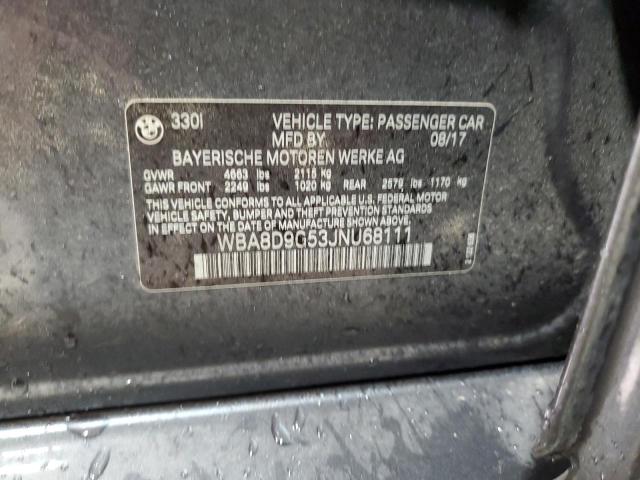 330I VEHICLE TYPE: PASSENGER CAR
MFD BY 08/17
BAYERISCHE MOTOREN WERKE AG
GVWR 4663 lbs 2115 kg
GAWR FRONT 2249 lbs 1020 kg REAR 2579 lbs 1170 kg
THIS VEHICLE CONFORMS TO ALL APPLICABLE U.S. FEDERAL MOTOR
VEHICLE SAFETY, BUMPER, AND THEFT PREVENTION STANDARDS IN
EFFECT ON THE DATE OF MANUFACTURE SHOWN ABOVE.
WBA8D9G53JNU68111